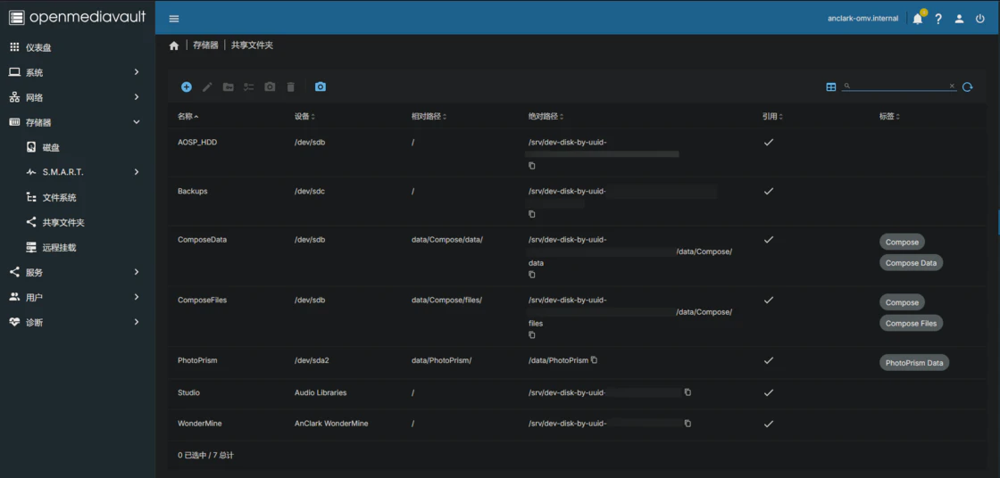 openmediavault
anclark-omv.internal
仪表盘
系统
网络
存储器
磁盘
S.M.A.R.T.
文件系统
共享文件夹
远程挂载
服务
用户
诊断
存储器 | 共享文件夹
名称 设备 相对路径 绝对路径 引用 标签
AOSP_HDD /dev/sdb / /srv/dev-disk-by-uuid-
Backups /dev/sdc / /srv/dev-disk-by-uuid-
ComposeData /dev/sdb data/Compose/data/ /srv/dev-disk-by-uuid-
/data/Compose/
data
Compose
Compose Data
ComposeFiles /dev/sdb data/Compose/files/ /srv/dev-disk-by-uuid-
/data/Compose/
files
Compose
Compose Files
PhotoPrism /dev/sda2 data/PhotoPrism/ /data/PhotoPrism PhotoPrism Data
Studio Audio Libraries / /srv/dev-disk-by-uuid-
WonderMine AnClark WonderMine / /srv/dev-disk-by-uuid-
0 已选中 / 7 总计